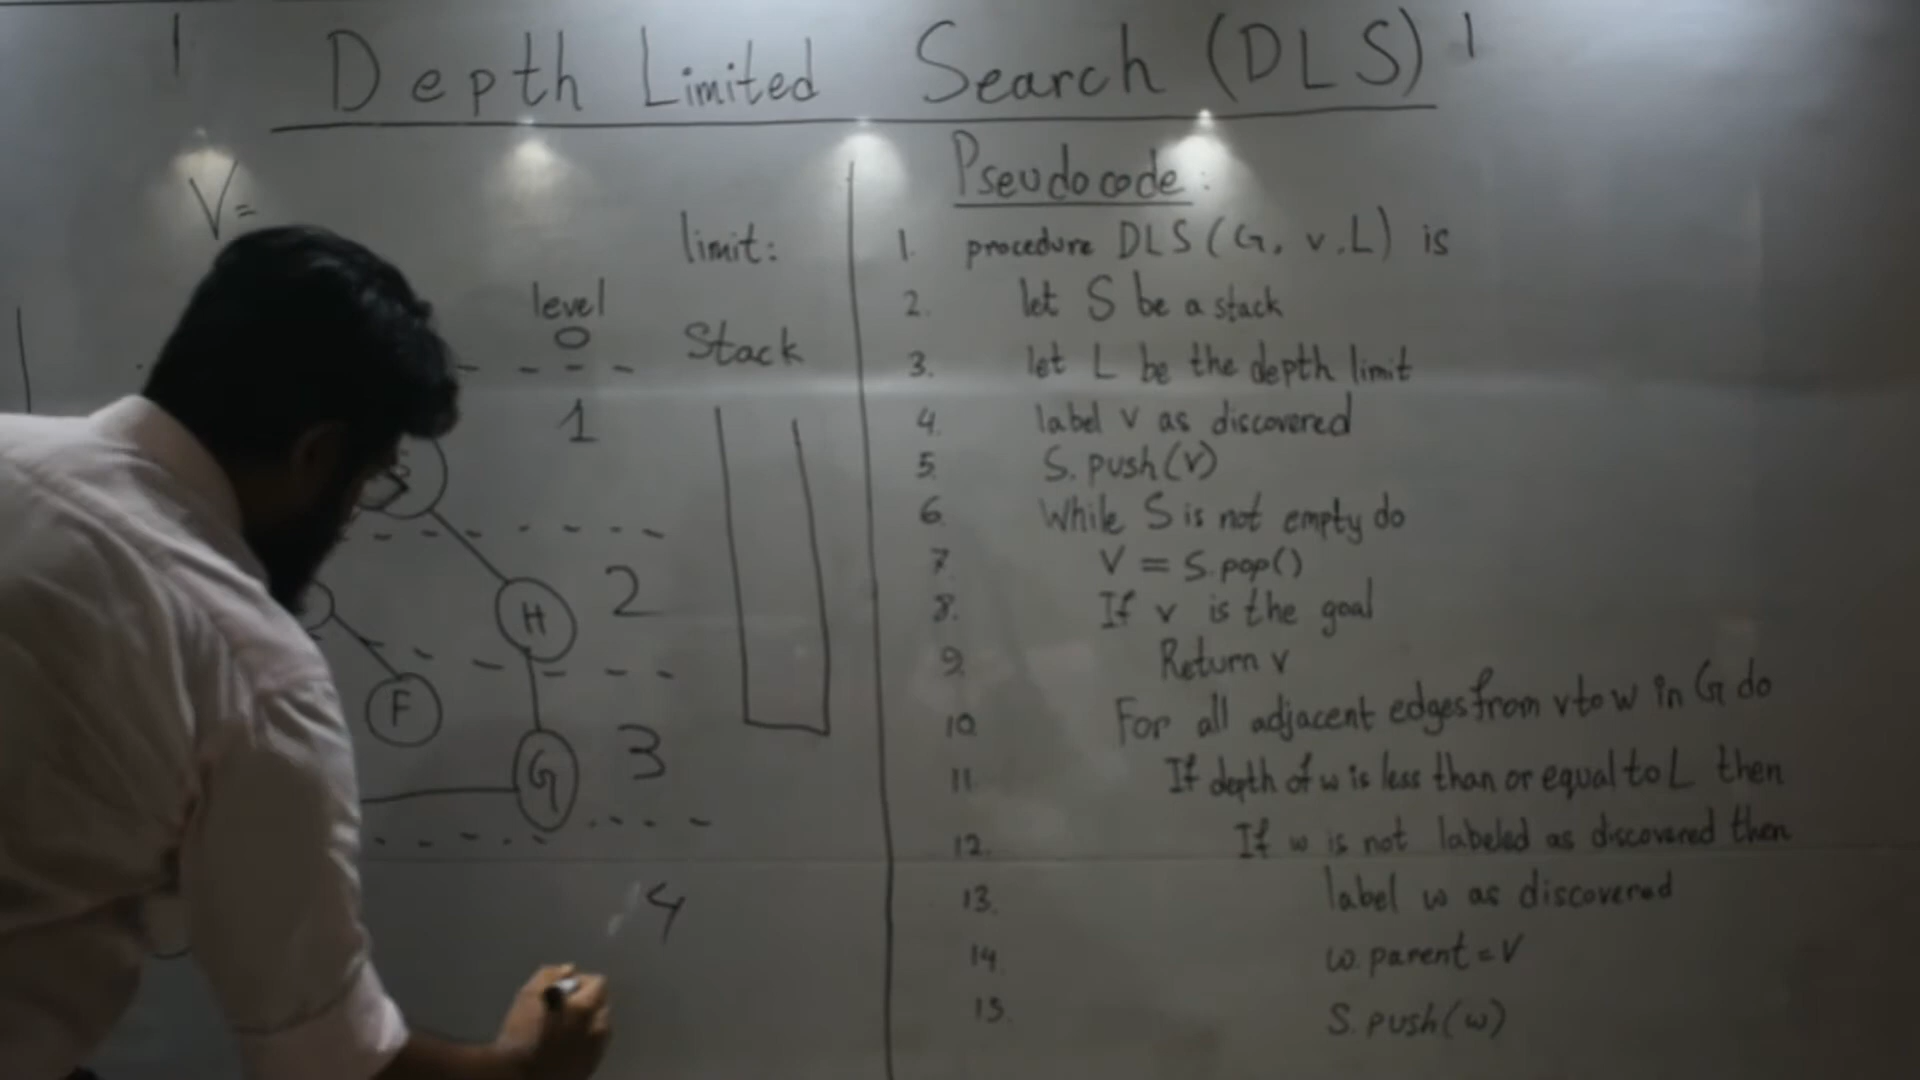 Depth Limited Search (DLS)
V=
limit:
level
0
Stack
1
2
3
4
H
F
G
Pseudocode:
1. procedure DLS(G, v, L) is
2. let S be a stack
3. let L be the depth limit
4. label v as discovered
5. S.push(v)
6. While S is not empty do
7. V = S.pop()
8. If v is the goal
9. Return v
10. For all adjacent edges from v to w in G do
11. If depth of w is less than or equal to L then
12. If w is not labeled as discovered then
13. label w as discovered
14. w.parent = V
15. S.push(w)